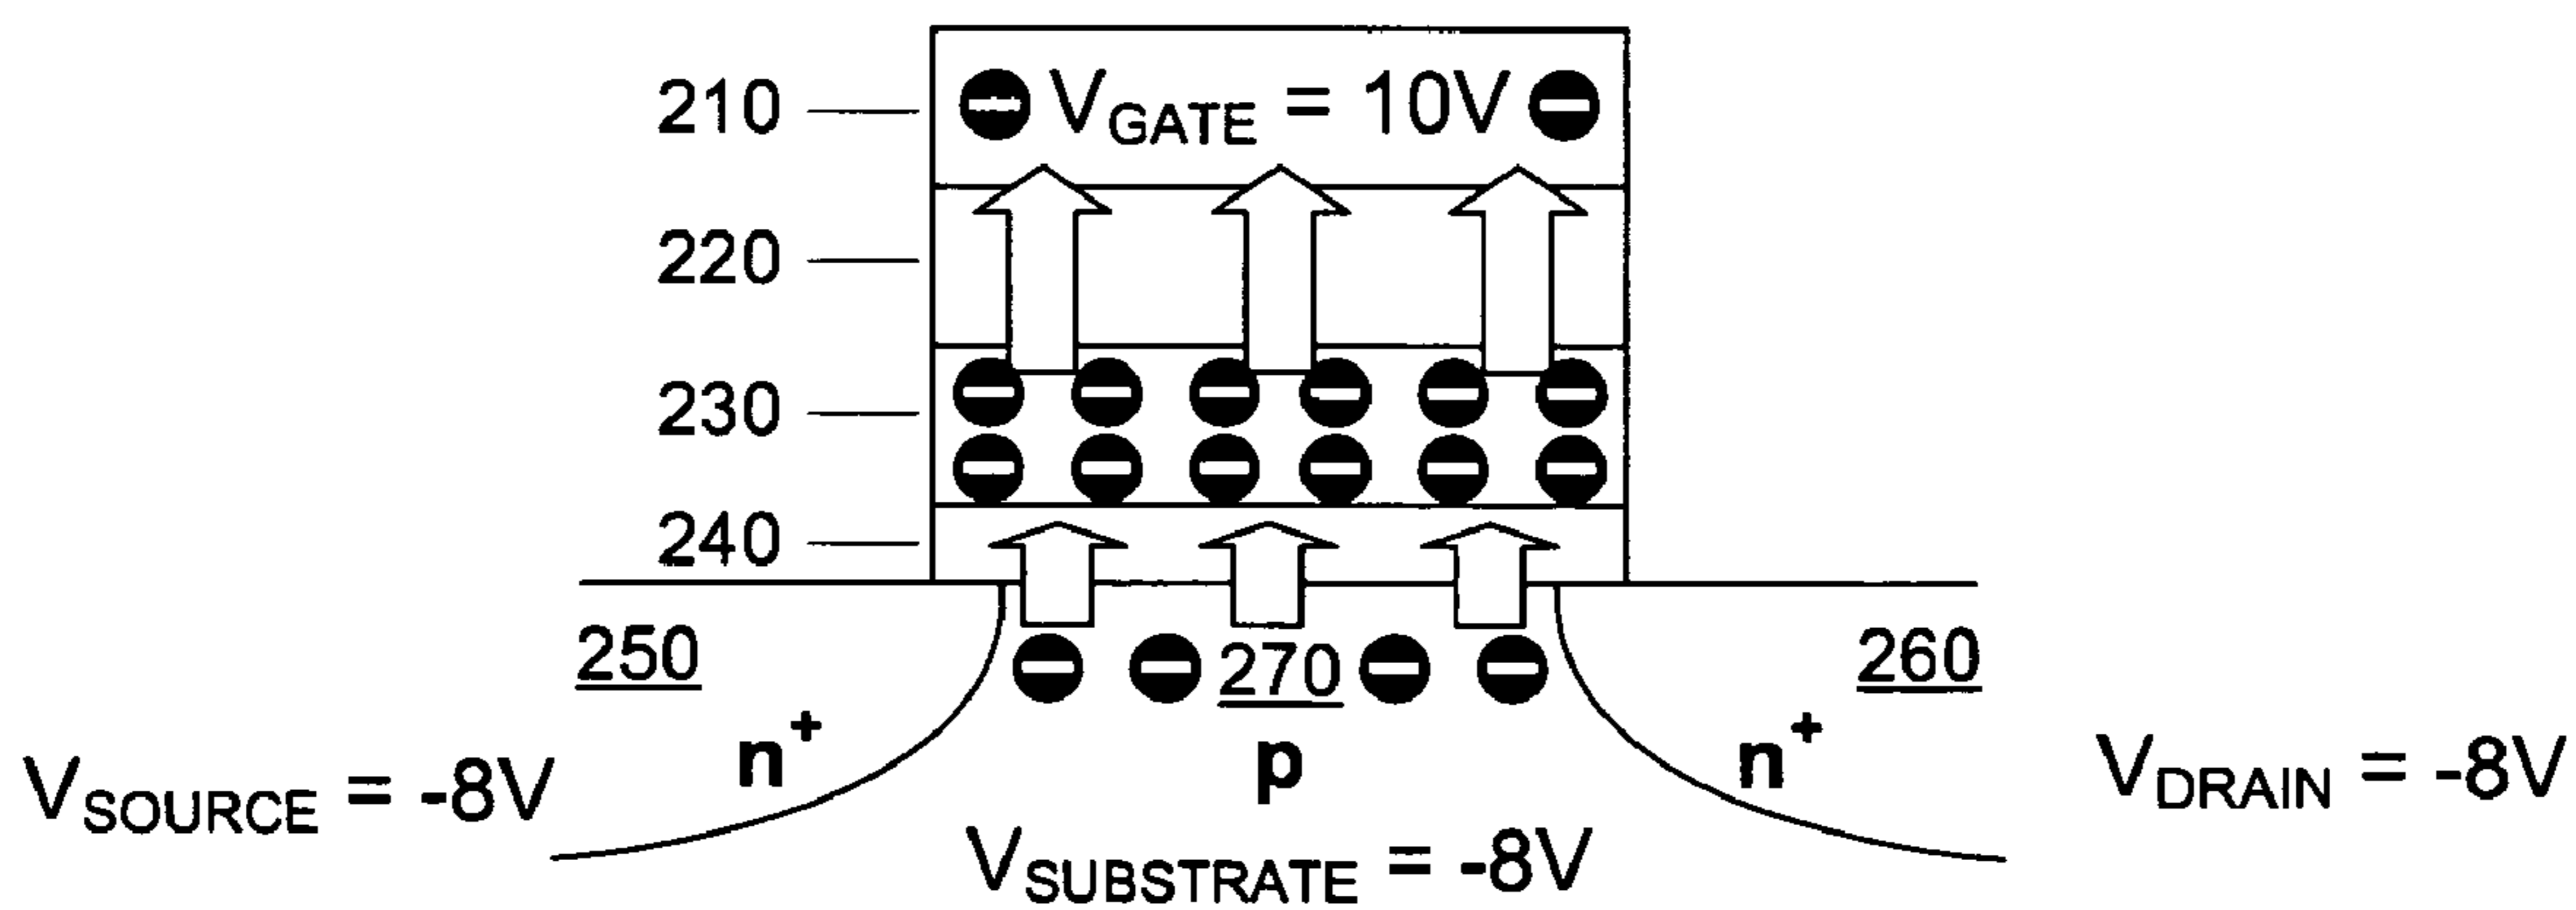 210
V_GATE = 10V
220
230
240
250
270
260
n+
p
n+
V_SOURCE = -8V
V_DRAIN = -8V
V_SUBSTRATE = -8V